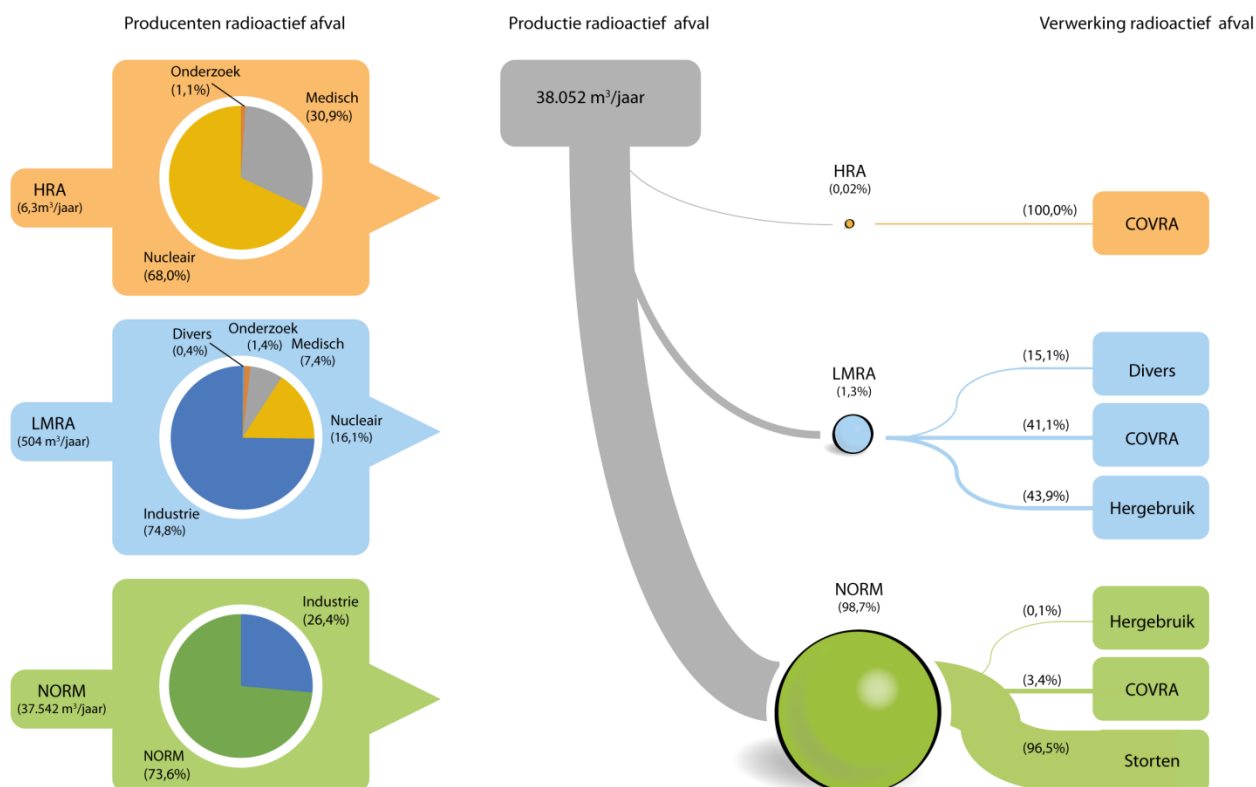 Producenten radioactief afval
Productie radioactief afval
Verwerking radioactief afval
Onderzoek
(1,1%)
Medisch
(30,9%)
HRA
(6,3m³/jaar)
Nucleair
(68,0%)
Divers
(0,4%)
Onderzoek
(1,4%)
Medisch
(7,4%)
LMRA
(504 m³/jaar)
Nucleair
(16,1%)
Industrie
(74,8%)
Industrie
(26,4%)
NORM
(37.542 m³/jaar)
NORM
(73,6%)
38.052 m³/jaar
HRA
(0,02%)
(100,0%)
COVRA
LMRA
(1,3%)
(15,1%)
Divers
(41,1%)
COVRA
(43,9%)
Hergebruik
NORM
(98,7%)
(0,1%)
Hergebruik
(3,4%)
COVRA
(96,5%)
Storten